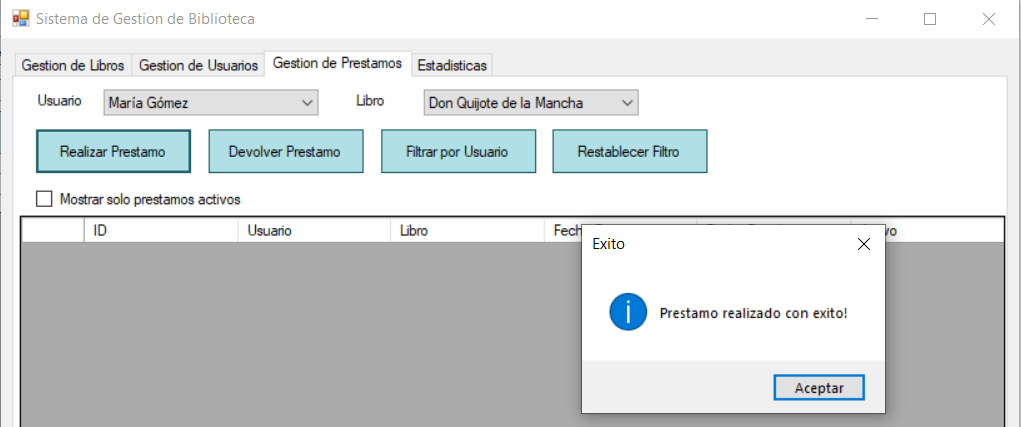 Sistema de Gestion de Biblioteca
Gestion de Libros Gestion de Usuarios Gestion de Prestamos Estadisticas
Usuario María Gómez Libro Don Quijote de la Mancha
Realizar Prestamo Devolver Prestamo Filtrar por Usuario Restablecer Filtro
Mostrar solo prestamos activos
ID Usuario Libro
Exito
Prestamo realizado con exito!
Aceptar